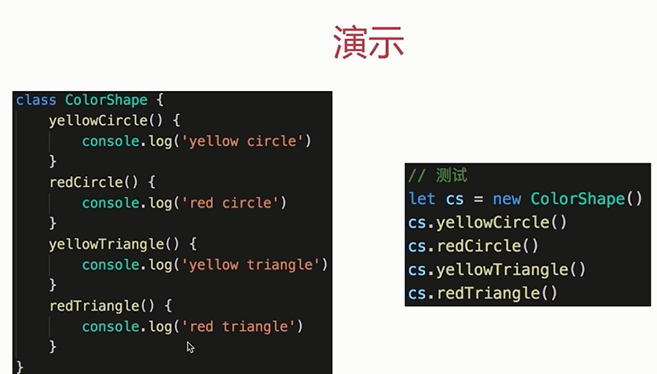 演示
class ColorShape {
    yellowCircle() {
        console.log('yellow circle')
    }
    redCircle() {
        console.log('red circle')
    }
    yellowTriangle() {
        console.log('yellow triangle')
    }
    redTriangle() {
        console.log('red triangle')
    }
}
// 测试
let cs = new ColorShape()
cs.yellowCircle()
cs.redCircle()
cs.yellowTriangle()
cs.redTriangle()